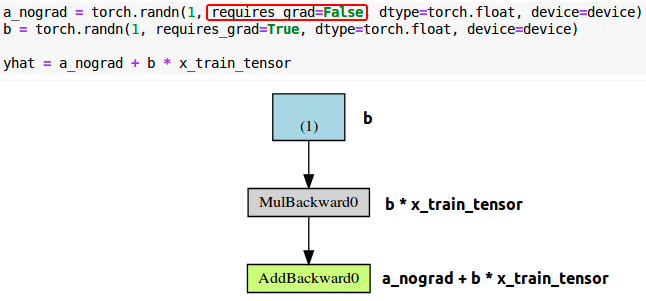 a_nograd = torch.randn(1, requires_grad=False dtype=torch.float, device=device)
b = torch.randn(1, requires_grad=True, dtype=torch.float, device=device)
yhat = a_nograd + b * x_train_tensor
(1)
b
MulBackward0
b * x_train_tensor
AddBackward0
a_nograd + b * x_train_tensor